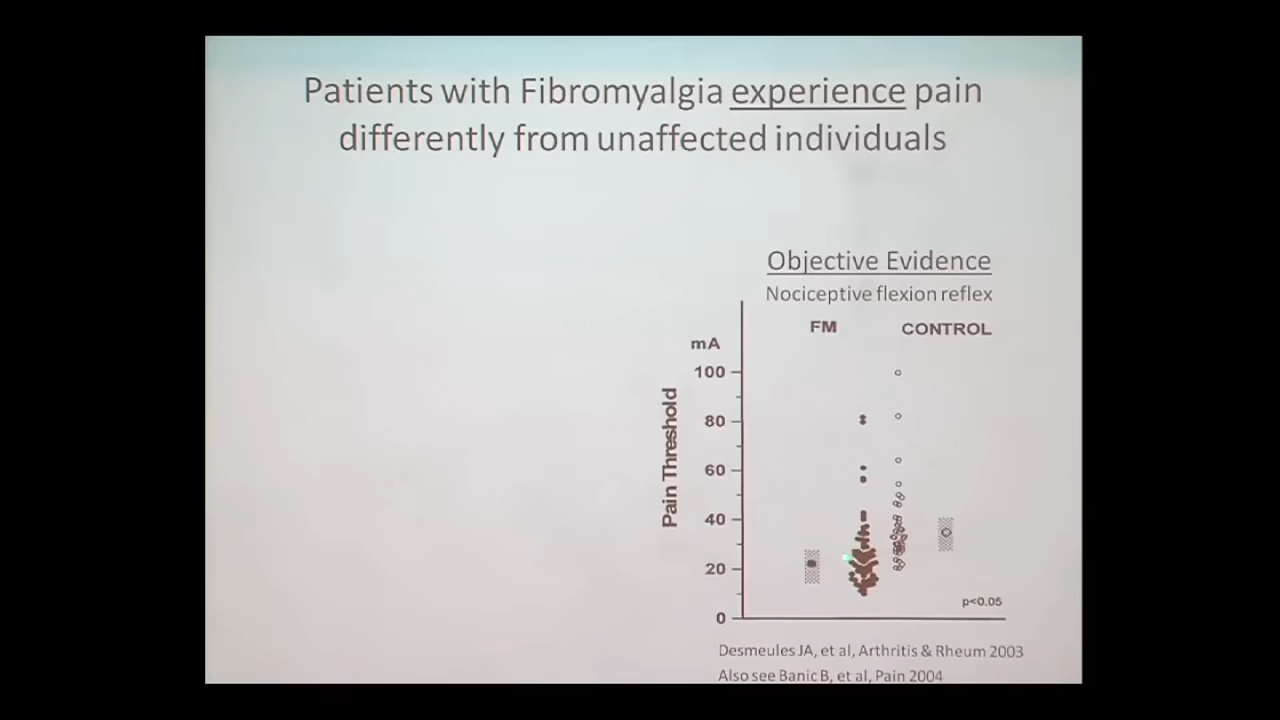 Patients with Fibromyalgia experience pain
differently from unaffected individuals
Objective Evidence
Nociceptive flexion reflex
FM CONTROL
mA
100
80
60
40
20
0
Pain Threshold
p<0.05
Desmeules JA, et al, Arthritis & Rheum 2003
Also see Banic B, et al, Pain 2004